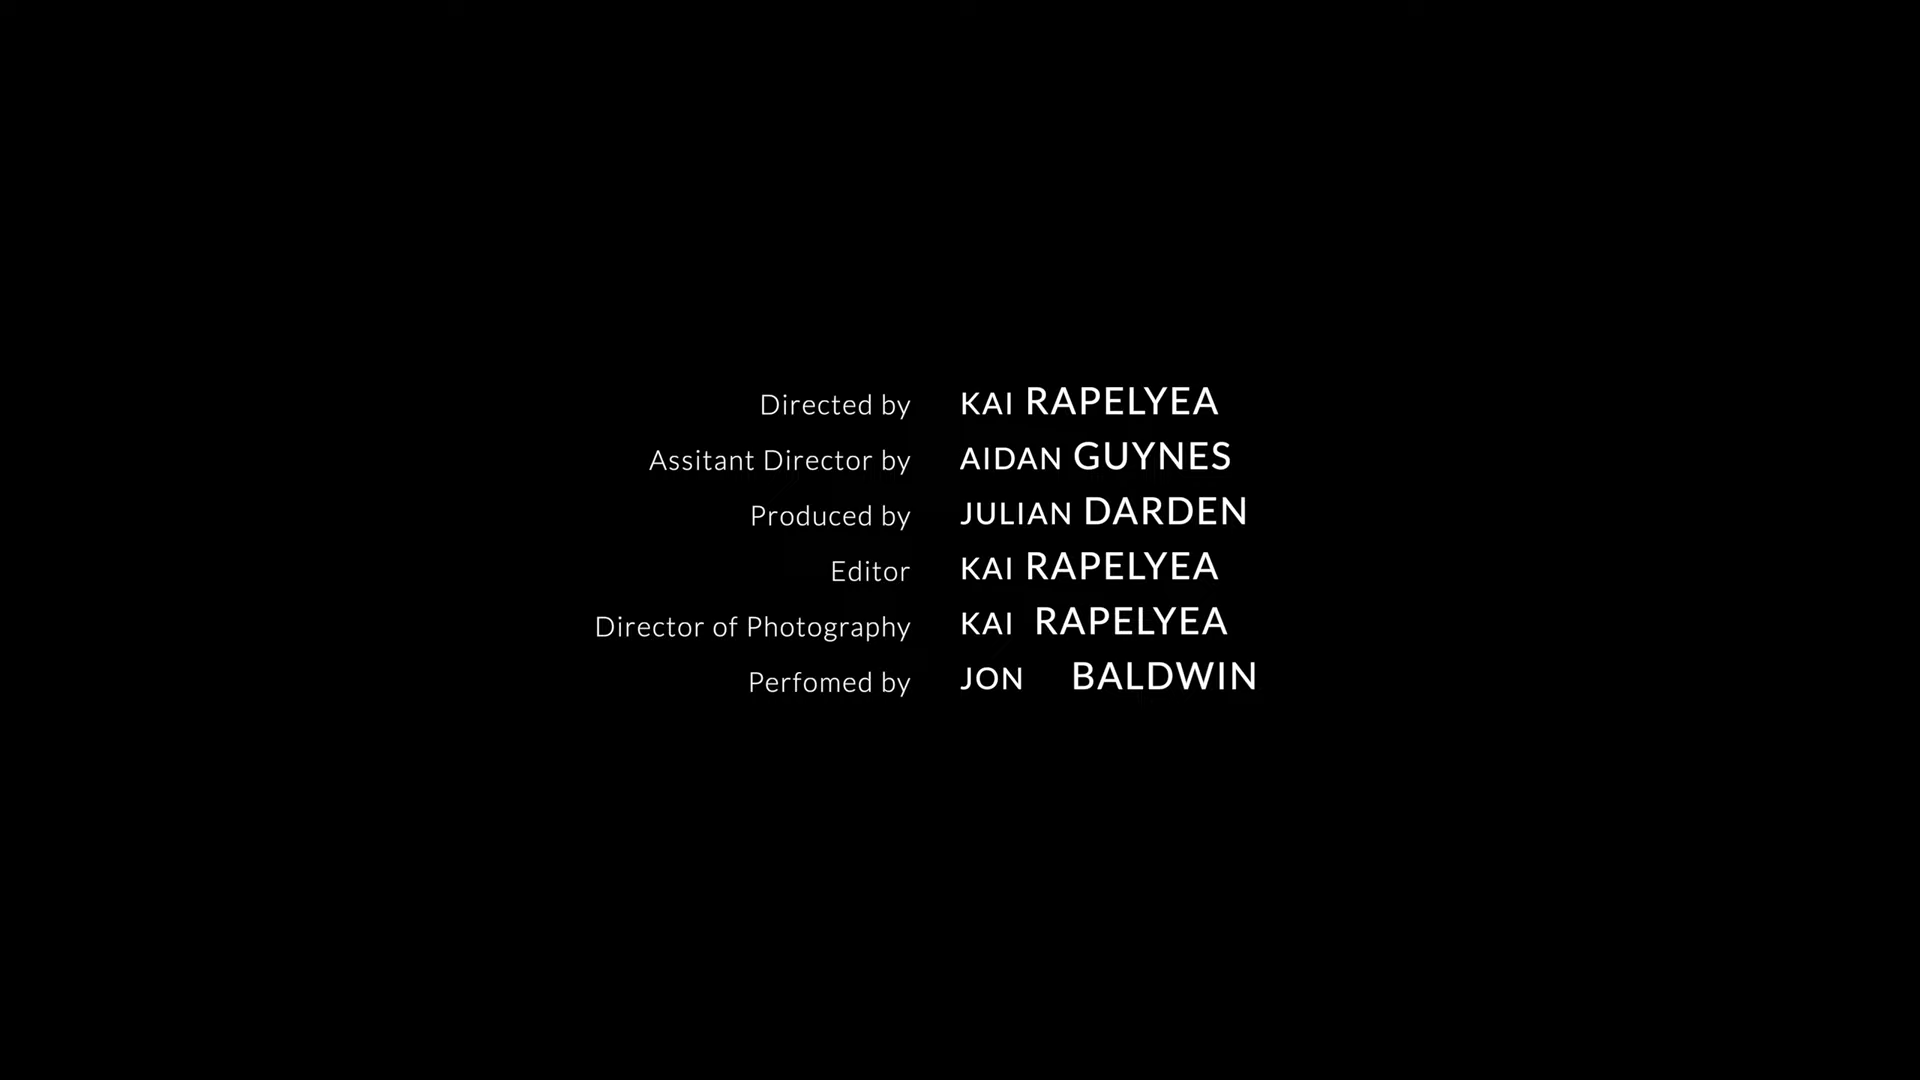 Directed by KAI RAPELYEA
Assitant Director by AIDAN GUYNES
Produced by JULIAN DARDEN
Editor KAI RAPELYEA
Director of Photography KAI RAPELYEA
Perfomed by JON BALDWIN